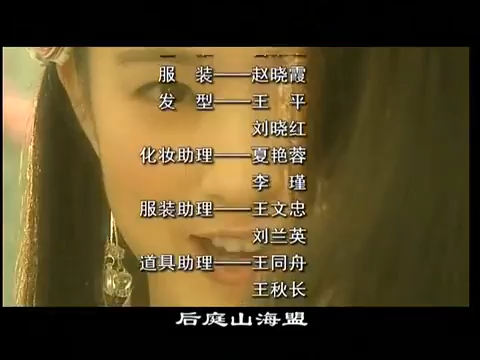 服 装——赵晓霞
发 型——王 平
刘晓红
化妆助理——夏艳蓉
李 瑾
服装助理——王文忠
刘兰英
道具助理——王同舟
王秋长
后庭山海盟